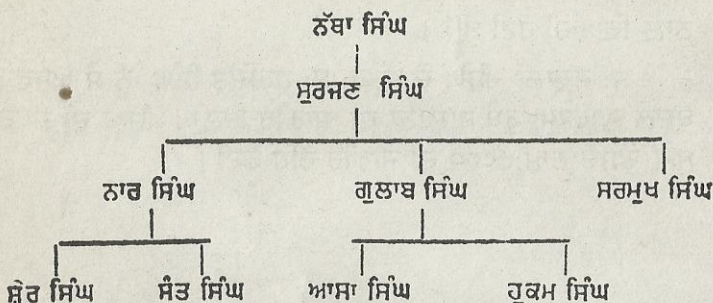 ਨੱਥਾ ਸਿੰਘ
ਸੁਰਜਣ ਸਿੰਘ
ਨਾਰ ਸਿੰਘ ਗੁਲਾਬ ਸਿੰਘ ਸਰਮੁਖ ਸਿੰਘ
ਸ਼ੇਰ ਸਿੰਘ ਸੰਤ ਸਿੰਘ ਆਸਾ ਸਿੰਘ ਹੁਕਮ ਸਿੰਘ